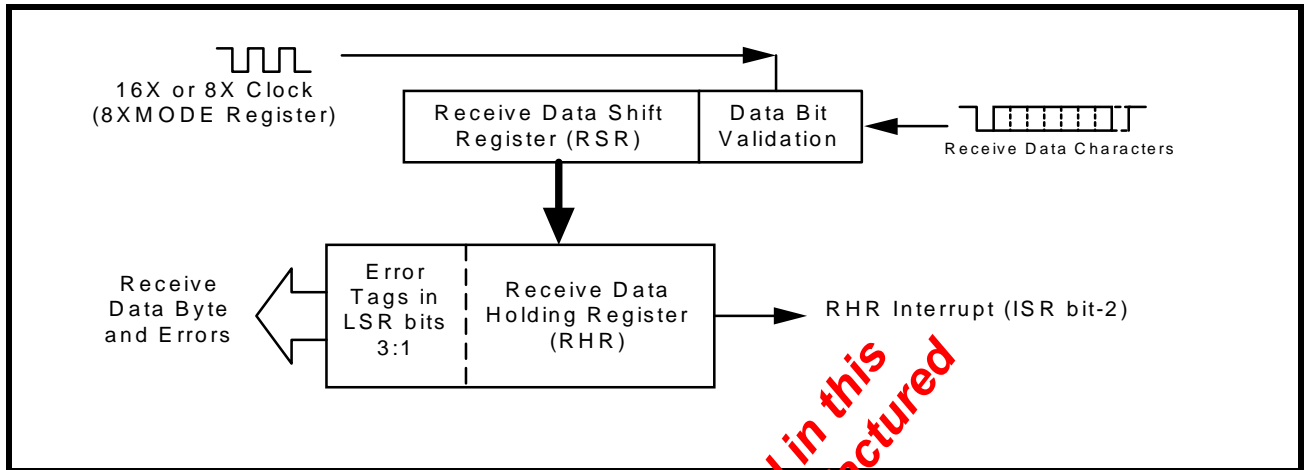 16X or 8X Clock
(8XMODE Register)
Receive Data Shift
Register (RSR)
Data Bit
Validation
Receive Data Characters
Receive
Data Byte
and Errors
Error
Tags in
LSR bits
3:1
Receive Data
Holding Register
(RHR)
RHR Interrupt (ISR bit-2)
in this